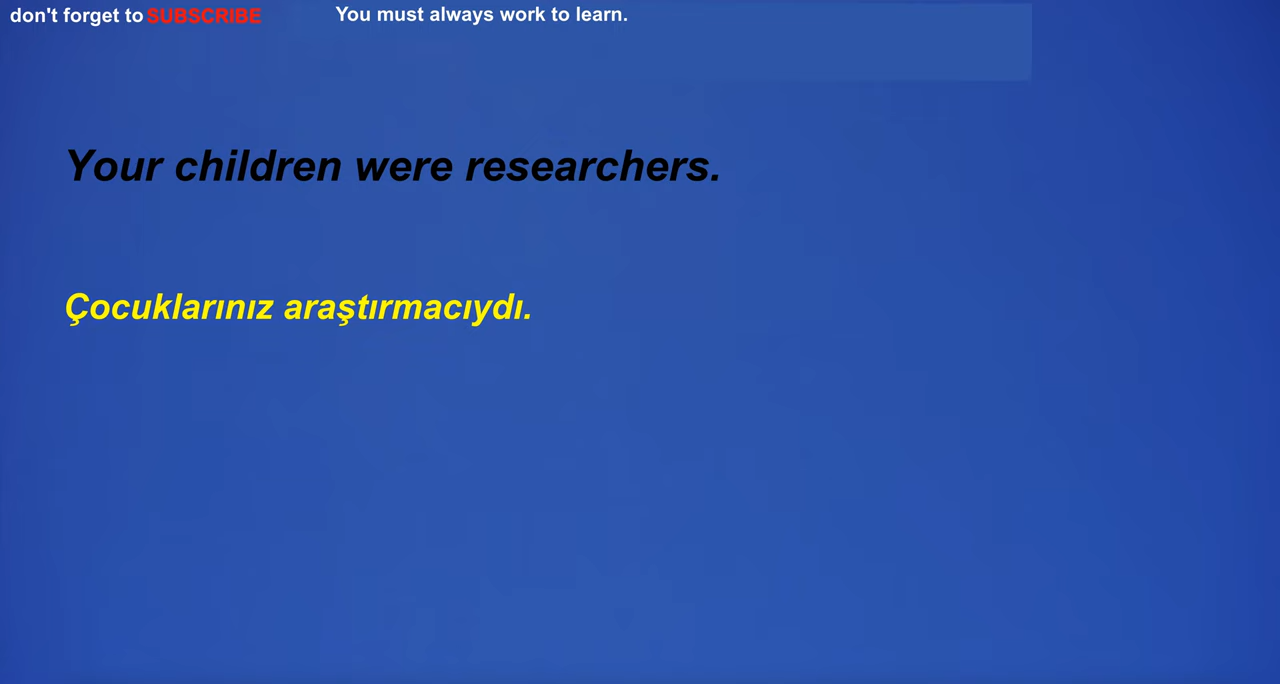 don't forget to SUBSCRIBE
You must always work to learn.
Your children were researchers.
Çocuklarınız araştırmacıydı.